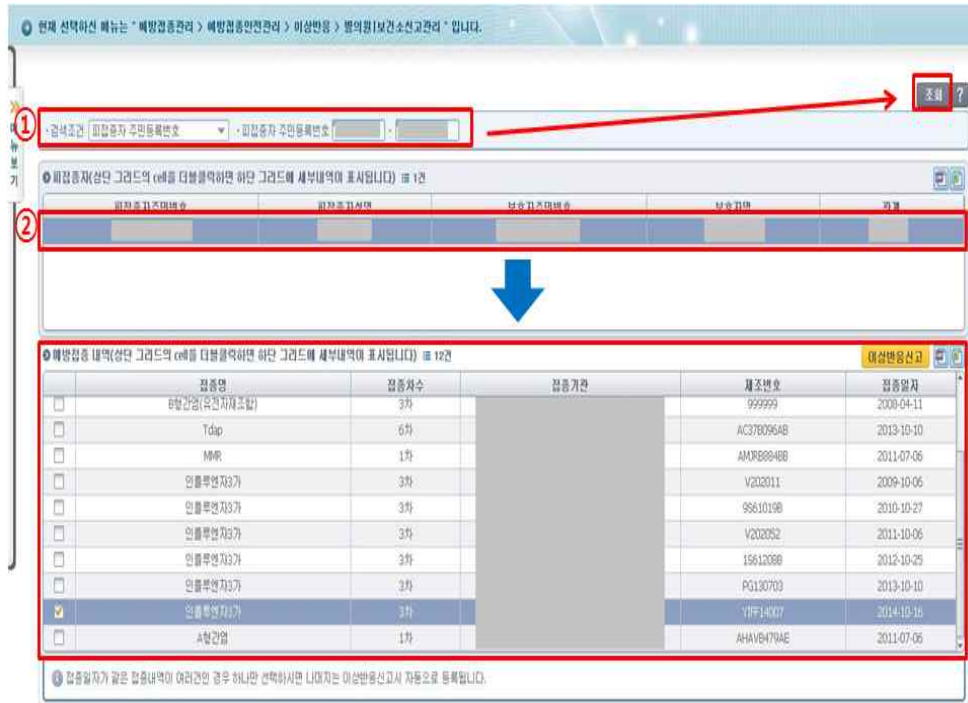 현재 선택하신 메뉴는 " 예방접종관리 > 예방접종안전관리 > 이상반응 > 병의원|보건소신고관리 " 입니다.
조회 ?
① ·검색조건 피접종자 주민등록번호 ·피접종자 주민등록번호 -
메뉴보기
피접종자(상단 그리드의 cell을 더블클릭하면 하단 그리드에 세부내역이 표시됩니다) 1건
피접종자주민번호 피접종자성명 보호자주민번호 보호자명 관계
②
예방접종 내역(상단 그리드의 cell을 더블클릭하면 하단 그리드에 세부내역이 표시됩니다) 12건 이상반응신고
접종명 접종차수 접종기관 제조번호 접종일자
B형간염(유전자재조합) 3차 999999 2008-04-11
Tdap 6차 AC37B096AB 2013-10-10
MMR 1차 AMJRB884BB 2011-07-06
인플루엔자3가 3차 V202011 2009-10-06
인플루엔자3가 3차 9S61019B 2010-10-27
인플루엔자3가 3차 V202052 2011-10-06
인플루엔자3가 3차 1S61208B 2012-10-25
인플루엔자3가 3차 PG130703 2013-10-10
인플루엔자3가 3차 YIFF14007 2014-10-16
A형간염 1차 AHAVB479AE 2011-07-06
접종일자가 같은 접종내역이 여러건인 경우 하나만 선택하시면 나머지는 이상반응신고시 자동으로 등록됩니다.